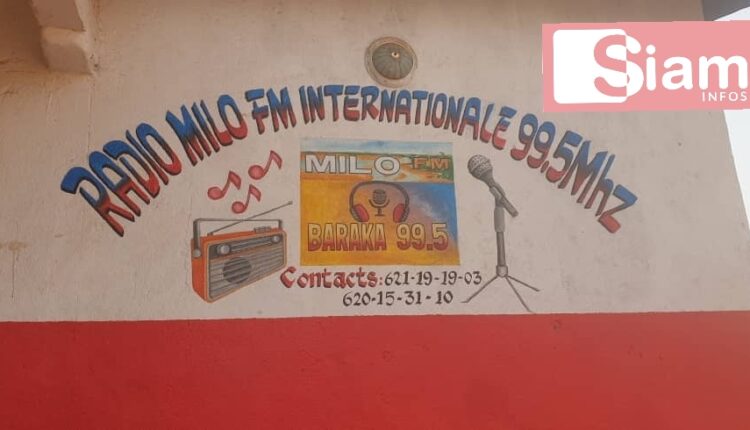 Siam
INFOS
RADIO MILO FM INTERNATIONALE 99.5Mhz
MILO FM
BARAKA 99.5
Contacts: 621-19-19-03
620-15-31-10